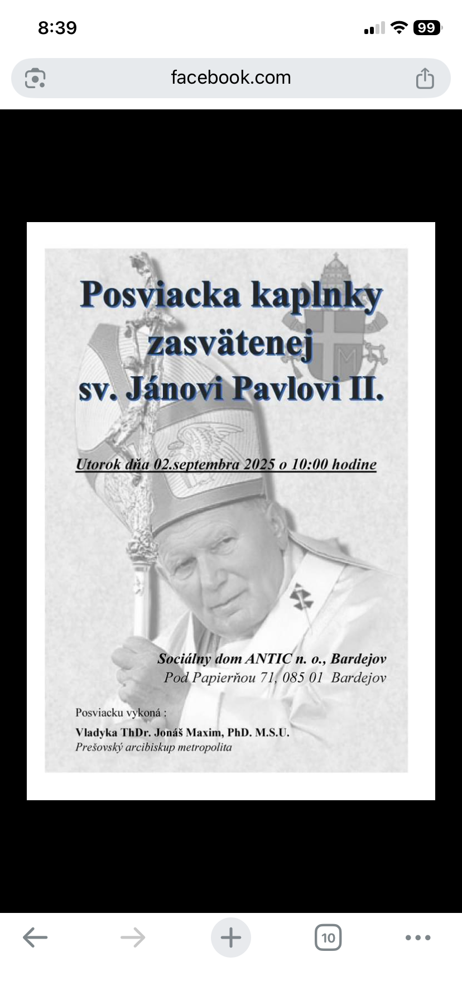 8:39
99
facebook.com
Posviacka kaplnky
zasvätenej
sv. Jánovi Pavlovi II.
M
Utorok dňa 02.septembra 2025 o 10:00 hodine
Sociálny dom ANTIC n. o., Bardejov
Pod Papierňou 71, 085 01 Bardejov
Posviacku vykoná :
Vladyka ThDr. Jonáš Maxim, PhD. M.S.U.
Prešovský arcibiskup metropolita
10